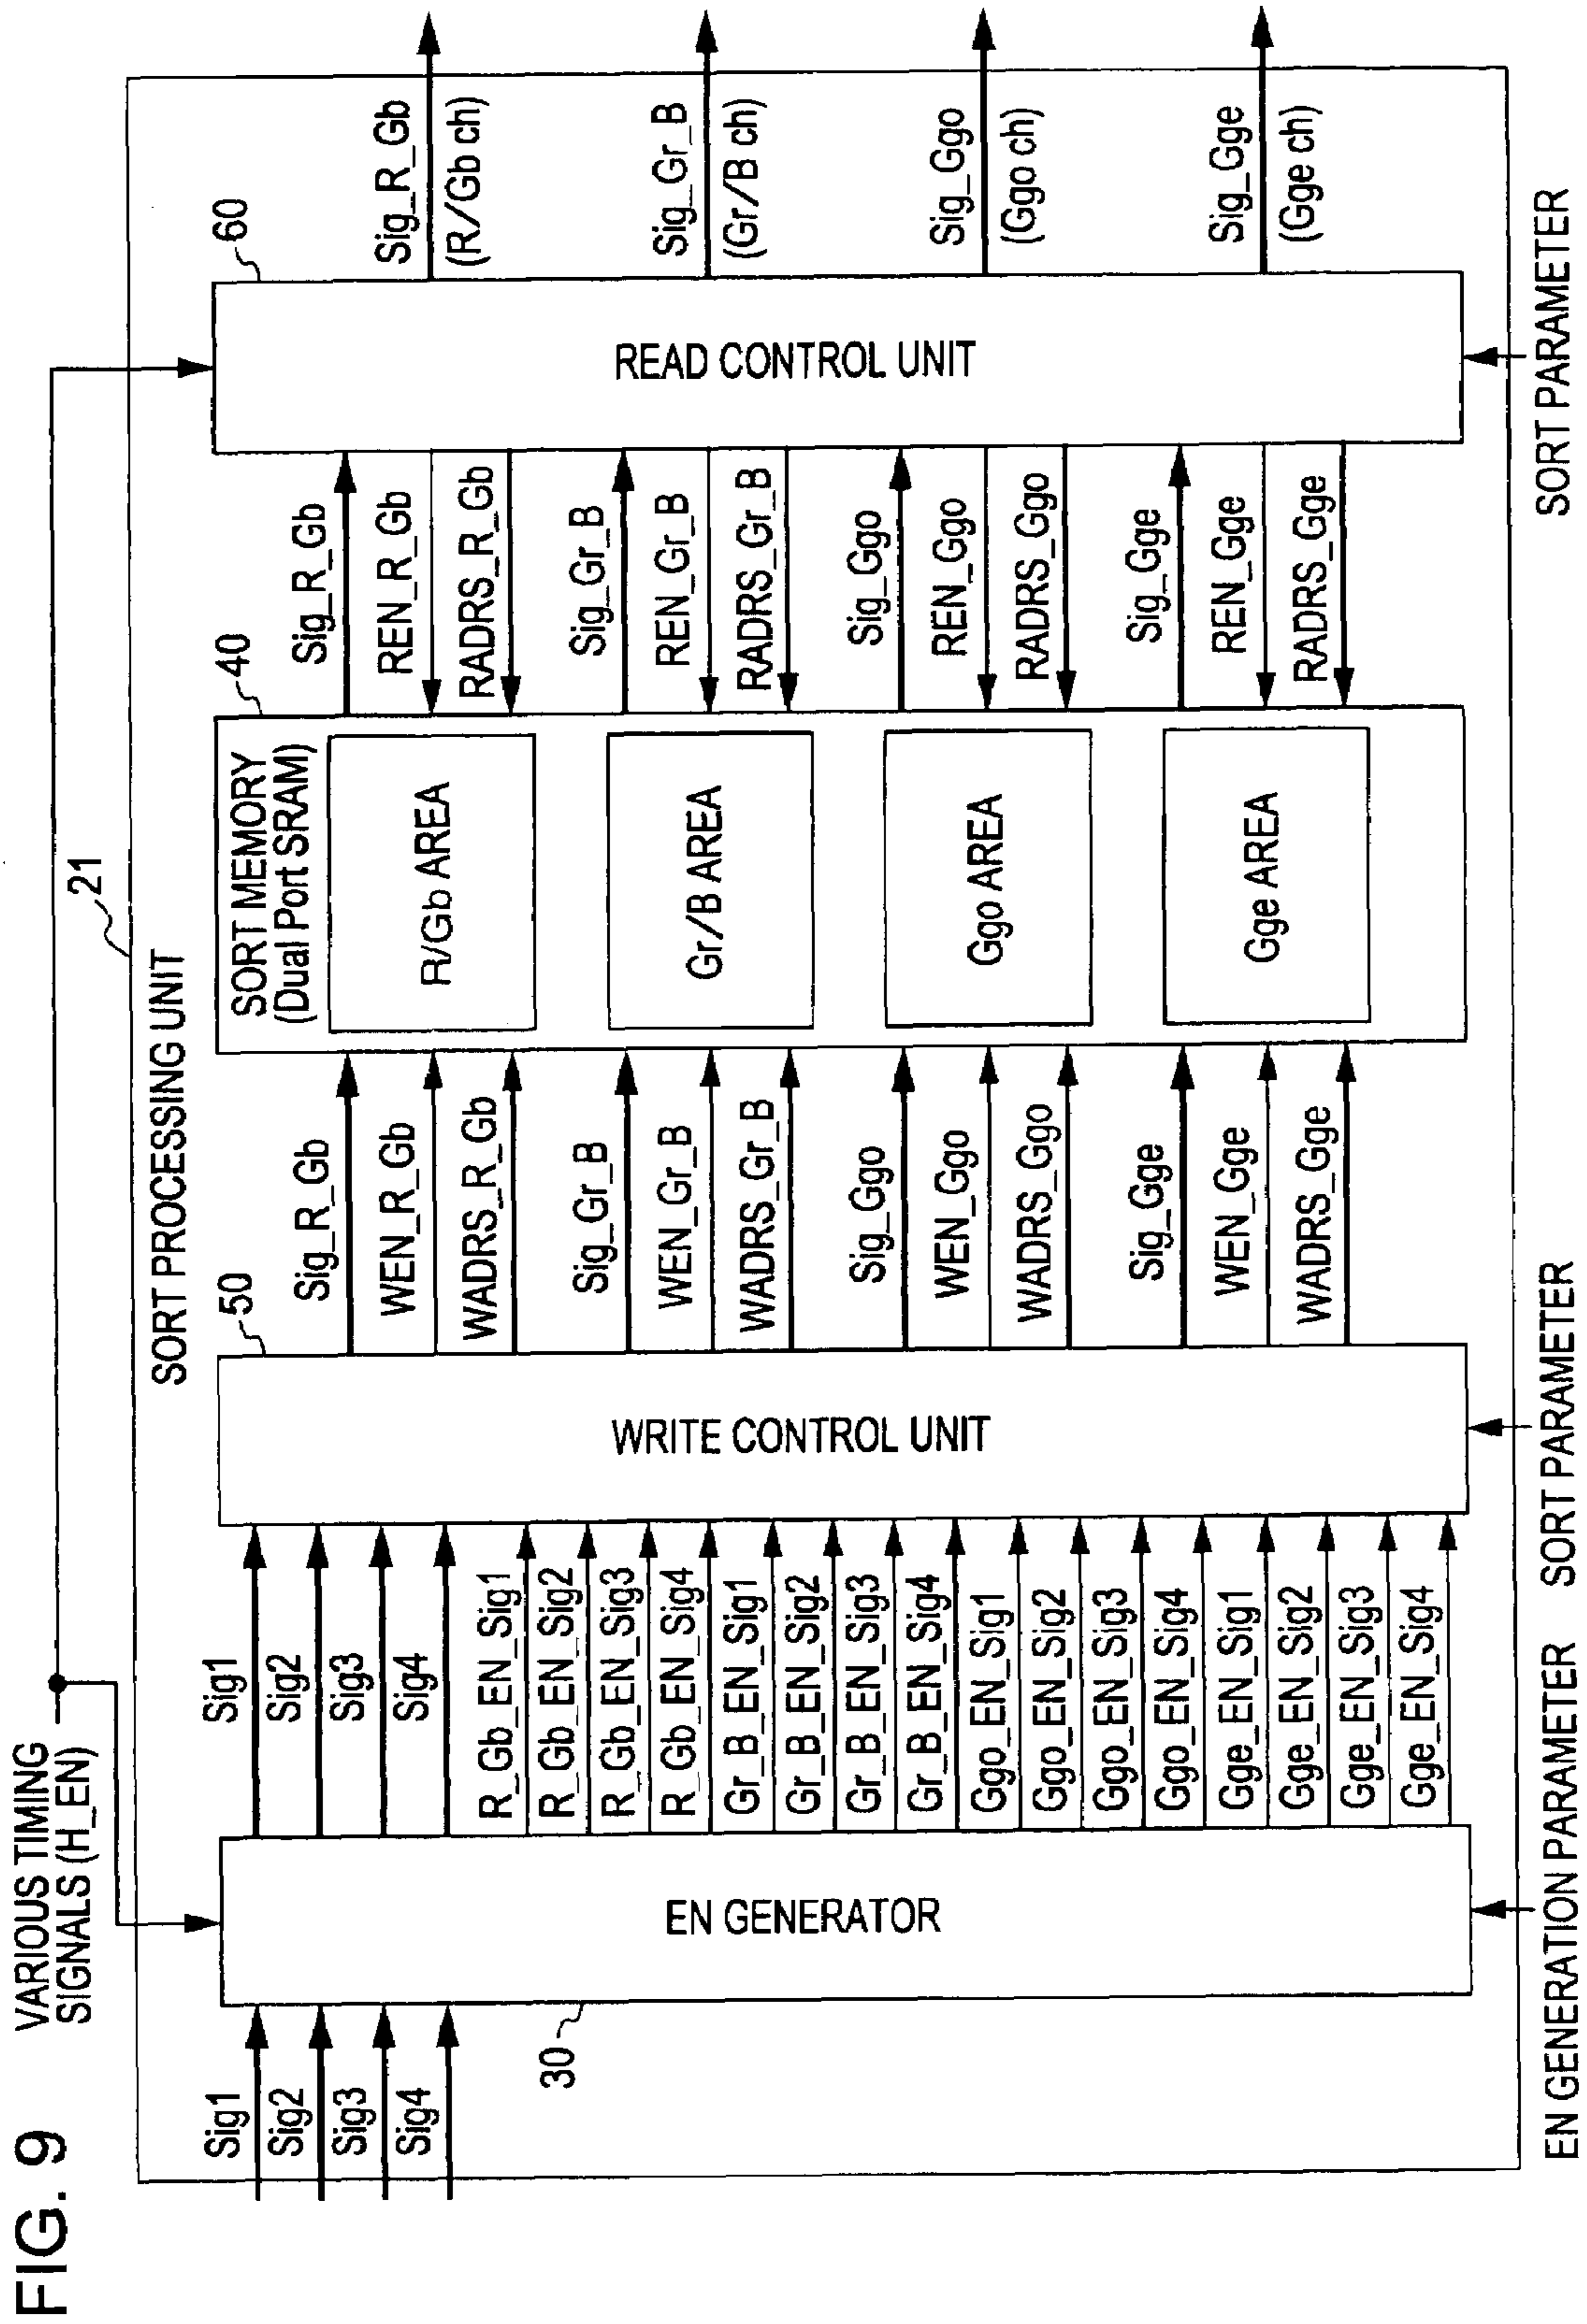 FIG. 9
VARIOUS TIMING
SIGNALS (H_EN)
21
SORT PROCESSING UNIT
Sig1
Sig2
Sig3
Sig4
30
EN GENERATOR
EN GENERATION PARAMETER
Sig1
Sig2
Sig3
Sig4
R_Gb_EN_Sig1
R_Gb_EN_Sig2
R_Gb_EN_Sig3
R_Gb_EN_Sig4
Gr_B_EN_Sig1
Gr_B_EN_Sig2
Gr_B_EN_Sig3
Gr_B_EN_Sig4
Ggo_EN_Sig1
Ggo_EN_Sig2
Ggo_EN_Sig3
Ggo_EN_Sig4
Gge_EN_Sig1
Gge_EN_Sig2
Gge_EN_Sig3
Gge_EN_Sig4
50
WRITE CONTROL UNIT
SORT PARAMETER
Sig_R_Gb
WEN_R_Gb
WADRS_R_Gb
Sig_Gr_B
WEN_Gr_B
WADRS_Gr_B
Sig_Ggo
WEN_Ggo
WADRS_Ggo
Sig_Gge
WEN_Gge
WADRS_Gge
40
SORT MEMORY
(Dual Port SRAM)
R/Gb AREA
Gr/B AREA
Ggo AREA
Gge AREA
Sig_R_Gb
REN_R_Gb
RADRS_R_Gb
Sig_Gr_B
REN_Gr_B
RADRS_Gr_B
Sig_Ggo
REN_Ggo
RADRS_Ggo
Sig_Gge
REN_Gge
RADRS_Gge
60
READ CONTROL UNIT
SORT PARAMETER
Sig_R_Gb
(R/Gb ch)
Sig_Gr_B
(Gr/B ch)
Sig_Ggo
(Ggo ch)
Sig_Gge
(Gge ch)